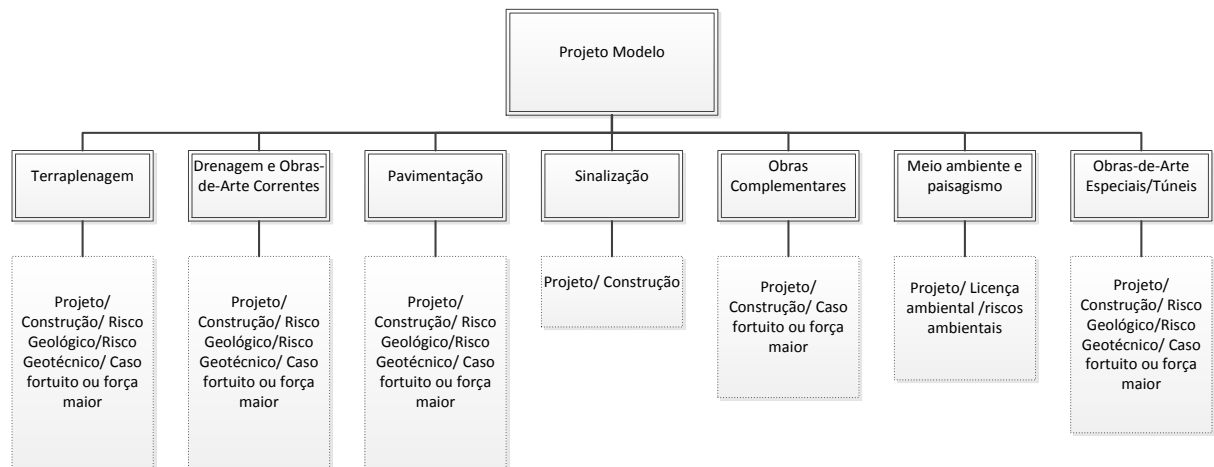 Projeto Modelo
Terraplenagem
Drenagem e Obras-
de-Arte Correntes
Pavimentação
Sinalização
Obras
Complementares
Meio ambiente e
paisagismo
Obras-de-Arte
Especiais/Túneis
Projeto/
Construção/ Risco
Geológico/Risco
Geotécnico/ Caso
fortuito ou força
maior
Projeto/
Construção/ Risco
Geológico/Risco
Geotécnico/ Caso
fortuito ou força
maior
Projeto/
Construção/ Risco
Geológico/Risco
Geotécnico/ Caso
fortuito ou força
maior
Projeto/ Construção
Projeto/
Construção/ Caso
fortuito ou força
maior
Projeto/ Licença
ambiental /riscos
ambientais
Projeto/
Construção/ Risco
Geológico/Risco
Geotécnico/ Caso
fortuito ou força
maior